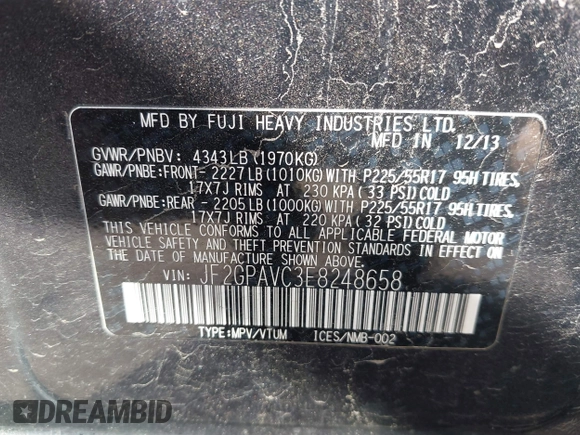 MFD BY FUJI HEAVY INDUSTRIES LTD.
MFD IN 12/13
GVWR/PNBV: 4343LB(1970KG)
GAWR/PNBE:FRONT- 2227LB(1010KG)WITH P225/55R17 95H TIRES,
17X7J RIMS AT 230 KPA(33 PSI)COLD
GAWR/PNBE:REAR - 2205LB(1000KG)WITH P225/55R17 95H TIRES,
17X7J RIMS AT 220 KPA(32 PSI)COLD
THIS VEHICLE CONFORMS TO ALL APPLICABLE FEDERAL MOTOR
VEHICLE SAFETY AND THEFT PREVENTION STANDARDS IN EFFECT
ON THE DATE OF MANUFACTURE SHOWN ABOVE.
VIN: JF2GPAVC3E8248658
TYPE:MPV/VTUM ICES/NMB-002
DREAMBID